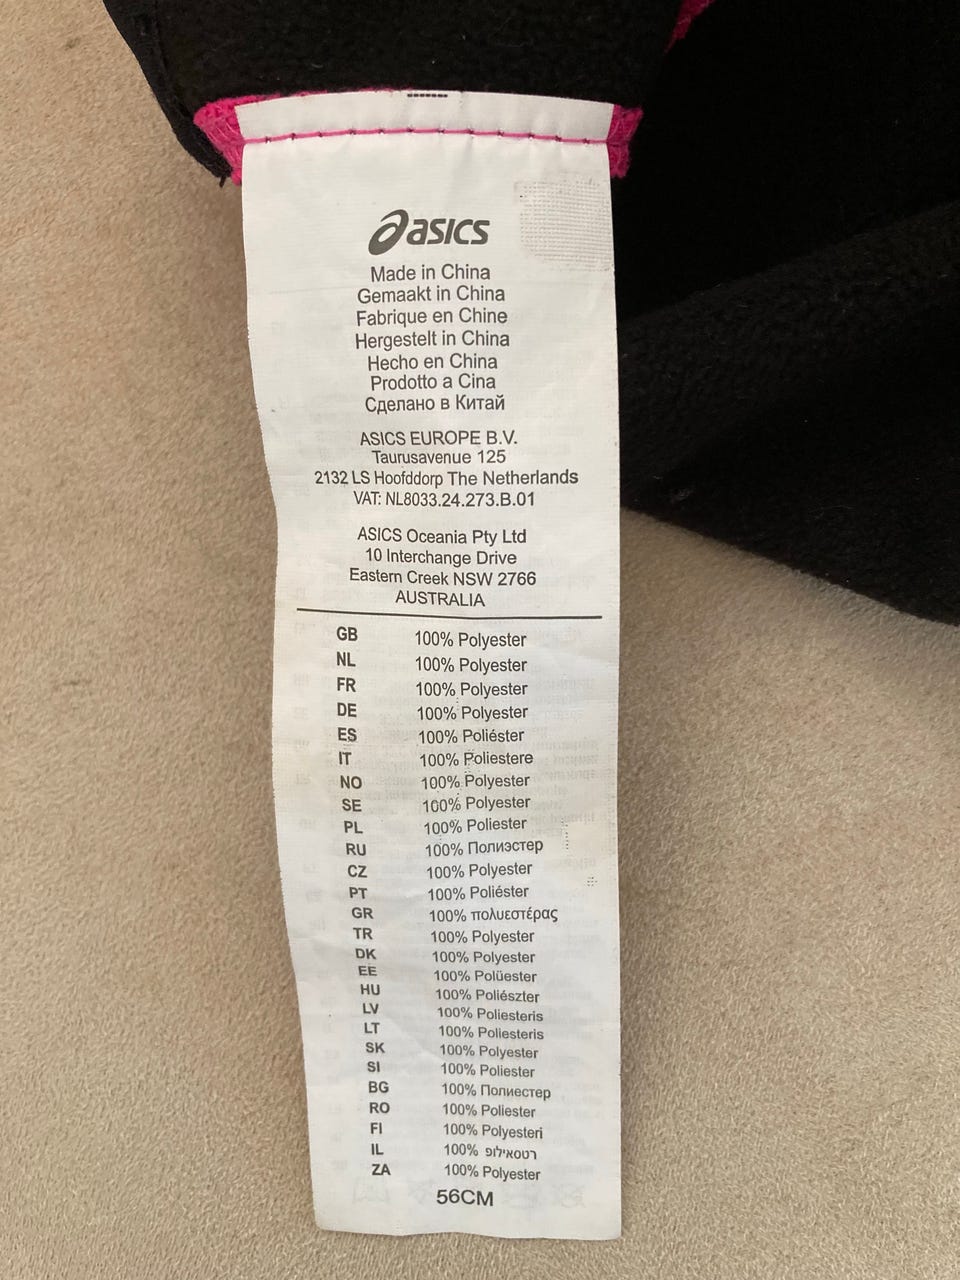 asics
Made in China
Gemaakt in China
Fabrique en Chine
Hergestelt in China
Hecho en China
Prodotto a Cina
Сделано в Китай
ASICS EUROPE B.V.
Taurusavenue 125
2132 LS Hoofddorp The Netherlands
VAT: NL8033.24.273.B.01
ASICS Oceania Pty Ltd
10 Interchange Drive
Eastern Creek NSW 2766
AUSTRALIA
GB 100% Polyester
NL 100% Polyester
FR 100% Polyester
DE 100% Polyester
ES 100% Poliéster
IT 100% Poliestere
NO 100% Polyester
SE 100% Polyester
PL 100% Poliester
RU 100% Полиэстер
CZ 100% Polyester
PT 100% Poliéster
GR 100% πολυεστέρας
TR 100% Polyester
DK 100% Polyester
EE 100% Polüester
HU 100% Poliészter
LV 100% Poliesteris
LT 100% Poliesteris
SK 100% Polyester
SI 100% Poliester
BG 100% Полиестер
RO 100% Poliester
FI 100% Polyesteri
IL 100%
ZA 100% Polyester
56CM